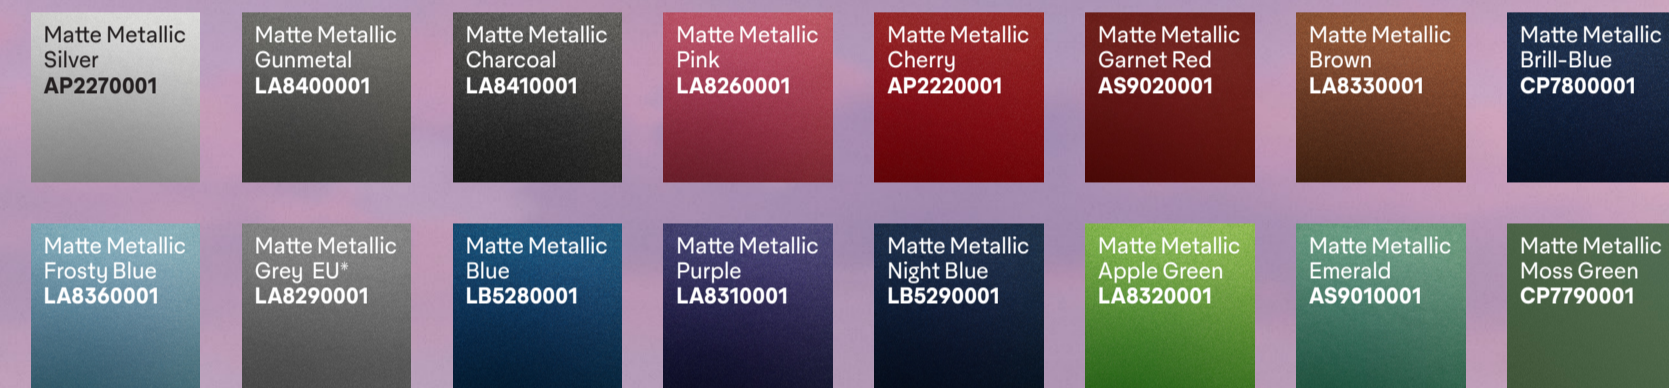 Matte Metallic
Silver
AP2270001
Matte Metallic
Gunmetal
LA8400001
Matte Metallic
Charcoal
LA8410001
Matte Metallic
Pink
LA8260001
Matte Metallic
Cherry
AP2220001
Matte Metallic
Garnet Red
AS9020001
Matte Metallic
Brown
LA8330001
Matte Metallic
Brill-Blue
CP7800001
Matte Metallic
Frosty Blue
LA8360001
Matte Metallic
Grey EU*
LA8290001
Matte Metallic
Blue
LB5280001
Matte Metallic
Purple
LA8310001
Matte Metallic
Night Blue
LB5290001
Matte Metallic
Apple Green
LA8320001
Matte Metallic
Emerald
AS9010001
Matte Metallic
Moss Green
CP7790001